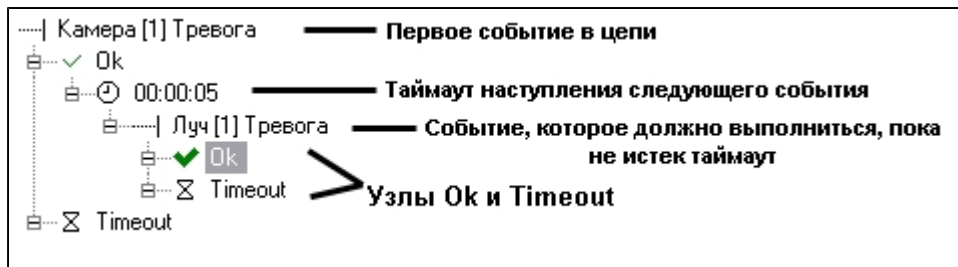 Камера [1] Тревога Первое событие в цепи
Ok
00:00:05 Таймаут наступления следующего события
Луч [1] Тревога Событие, которое должно выполниться, пока
Ok не истек таймаут
Timeout Узлы Ok и Timeout
Timeout